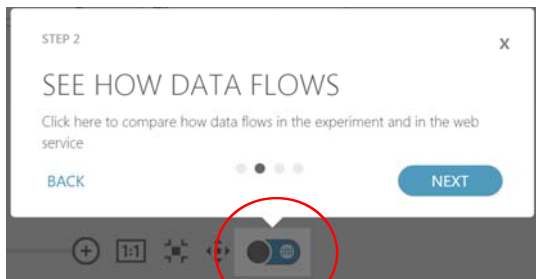 STEP 2
X
SEE HOW DATA FLOWS
Click here to compare how data flows in the experiment and in the web
service
BACK
NEXT
1:1